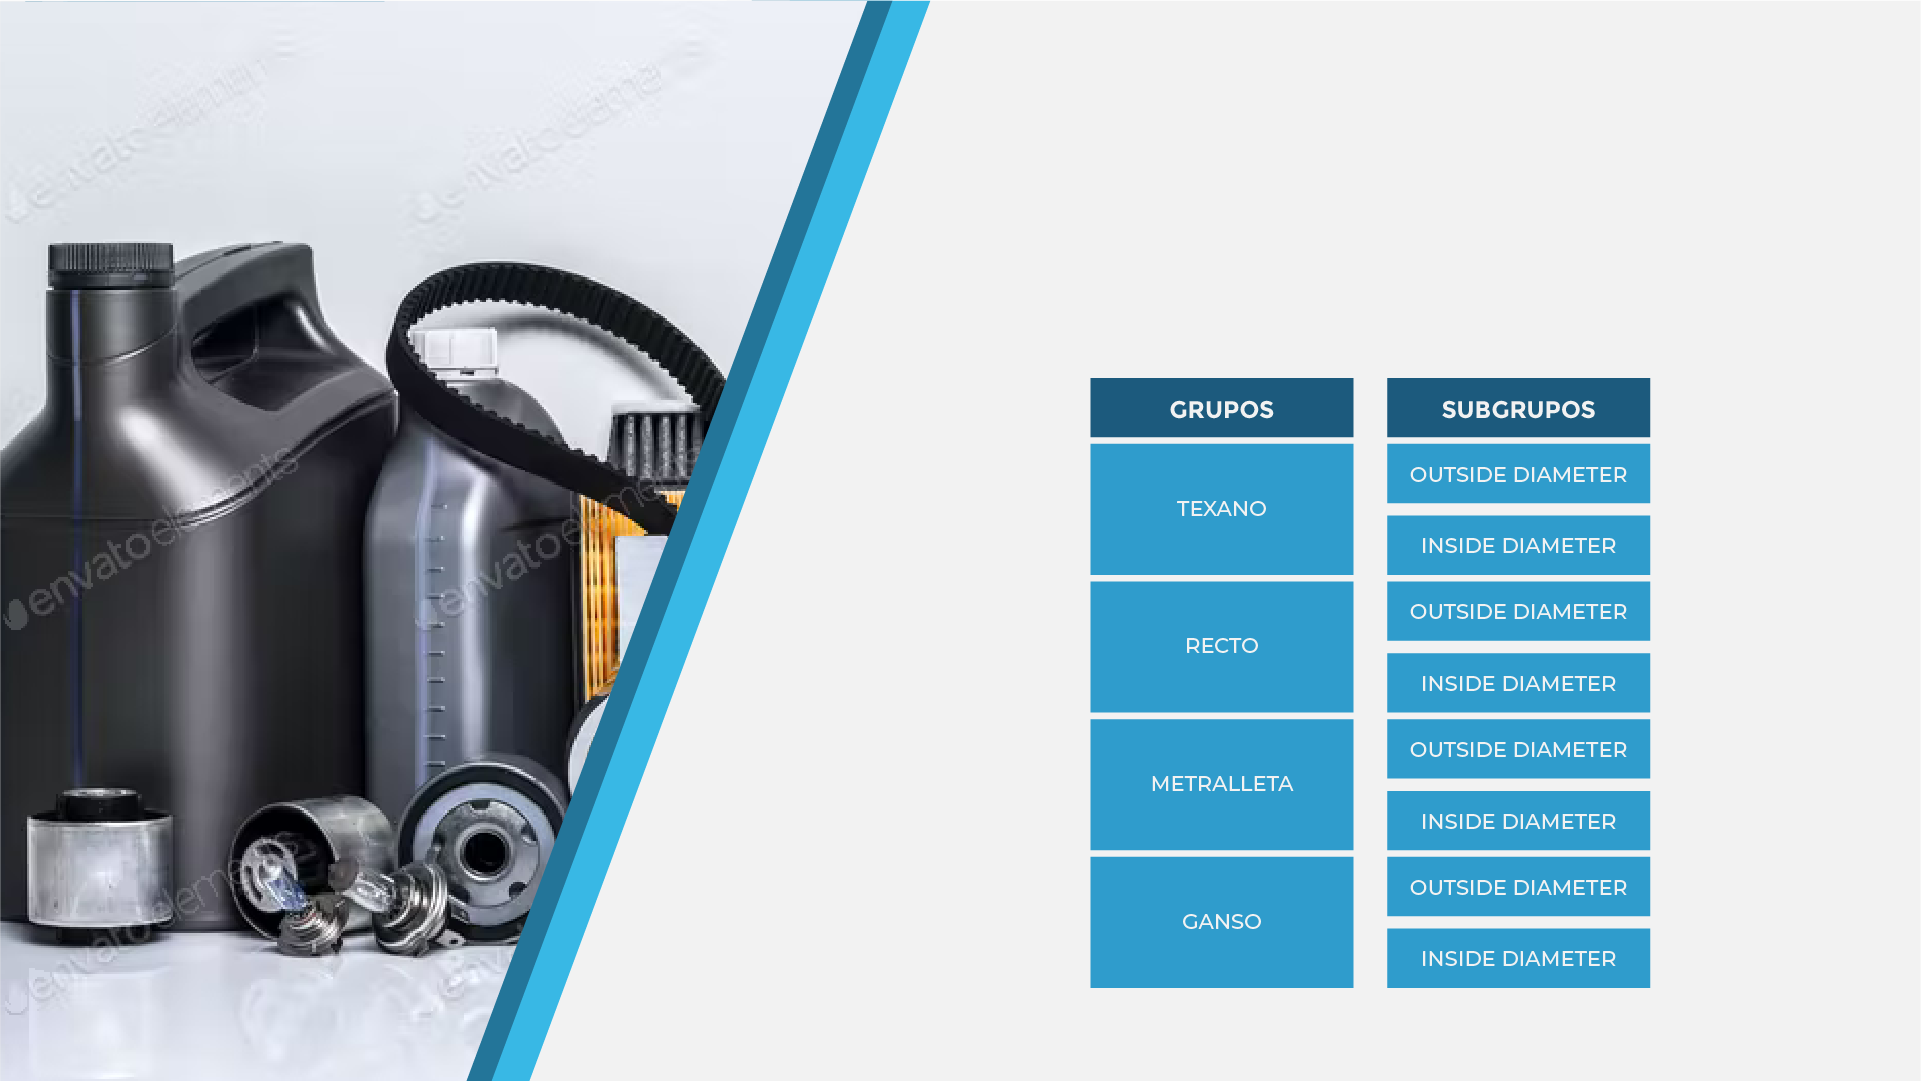 envatoelements
envatoelements
GRUPOS
SUBGRUPOS
TEXANO
OUTSIDE DIAMETER
INSIDE DIAMETER
RECTO
OUTSIDE DIAMETER
INSIDE DIAMETER
METRALLETA
OUTSIDE DIAMETER
INSIDE DIAMETER
GANSO
OUTSIDE DIAMETER
INSIDE DIAMETER
envatoelements
envatoelements
envatoelements